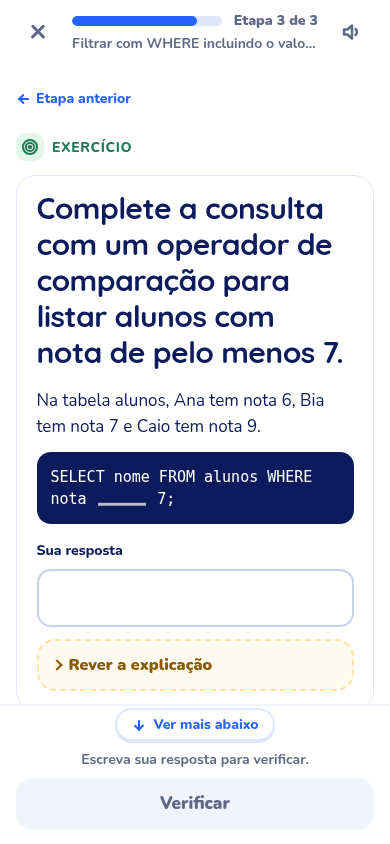 Etapa 3 de 3
Filtrar com WHERE incluindo o valo...
Etapa anterior
EXERCÍCIO
Complete a consulta
com um operador de
comparação para
listar alunos com
nota de pelo menos 7.
Na tabela alunos, Ana tem nota 6, Bia
tem nota 7 e Caio tem nota 9.
SELECT nome FROM alunos WHERE
nota _____ 7;
Sua resposta
Rever a explicação
Ver mais abaixo
Escreva sua resposta para verificar.
Verificar